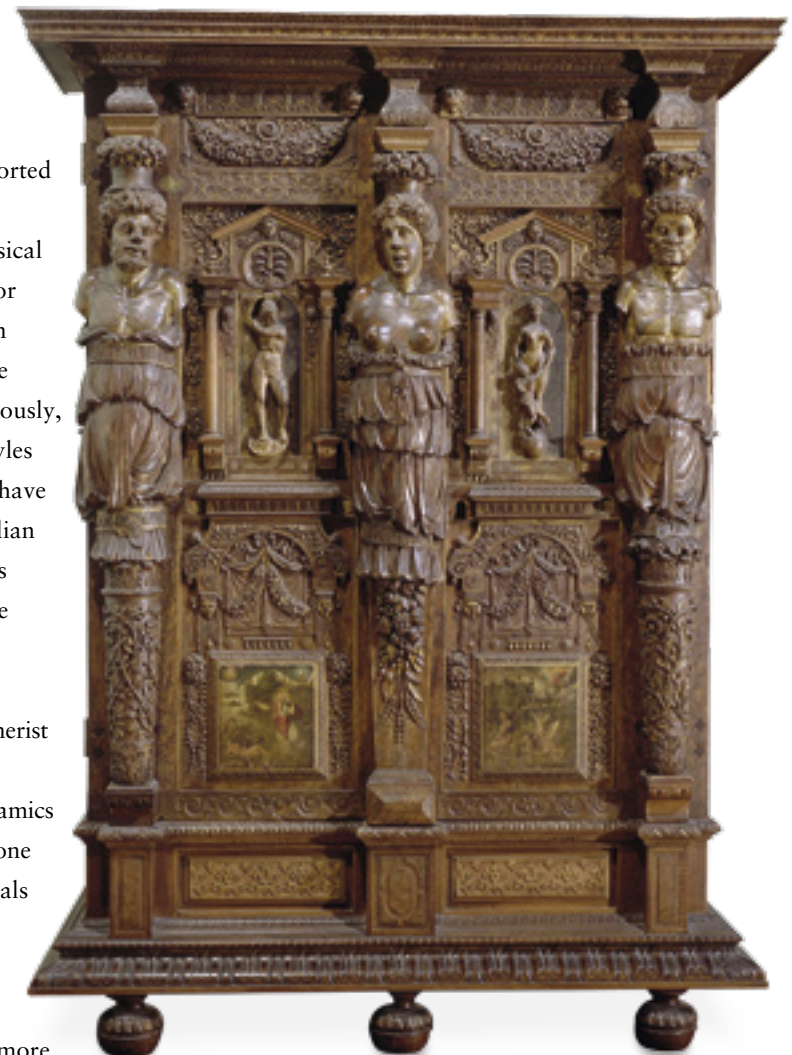 orted
sical
or
n
e
ously,
yles
have
lian
s
e
nerist
amics
one
als
more